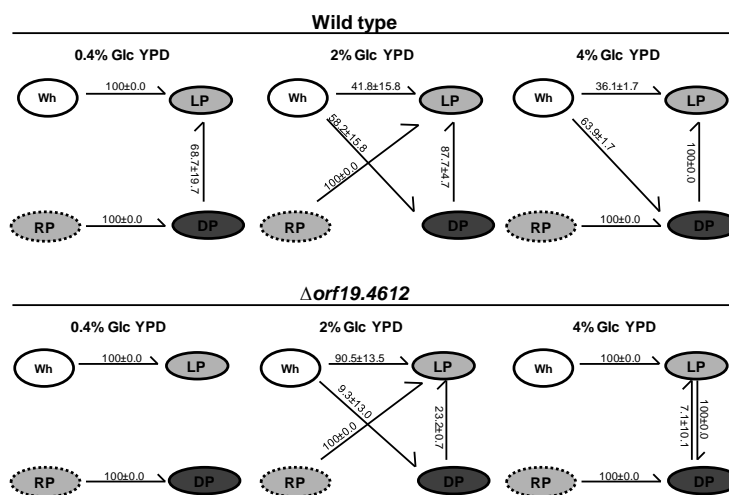 Wild type
0.4% Glc YPD
2% Glc YPD
4% Glc YPD
Wh
100±0.0
LP
68.7±19.7
RP
100±0.0
DP
Wh
41.8±15.8
LP
58.2±15.8
100±0.0
87.7±4.7
RP
DP
Wh
36.1±1.7
LP
63.9±1.7
100±0.0
RP
100±0.0
DP
Δorf19.4612
0.4% Glc YPD
2% Glc YPD
4% Glc YPD
Wh
100±0.0
LP
RP
100±0.0
DP
Wh
90.5±13.5
LP
9.3±13.0
100±0.0
23.2±0.7
RP
DP
Wh
100±0.0
LP
7.1±10.1
100±0.0
RP
100±0.0
DP